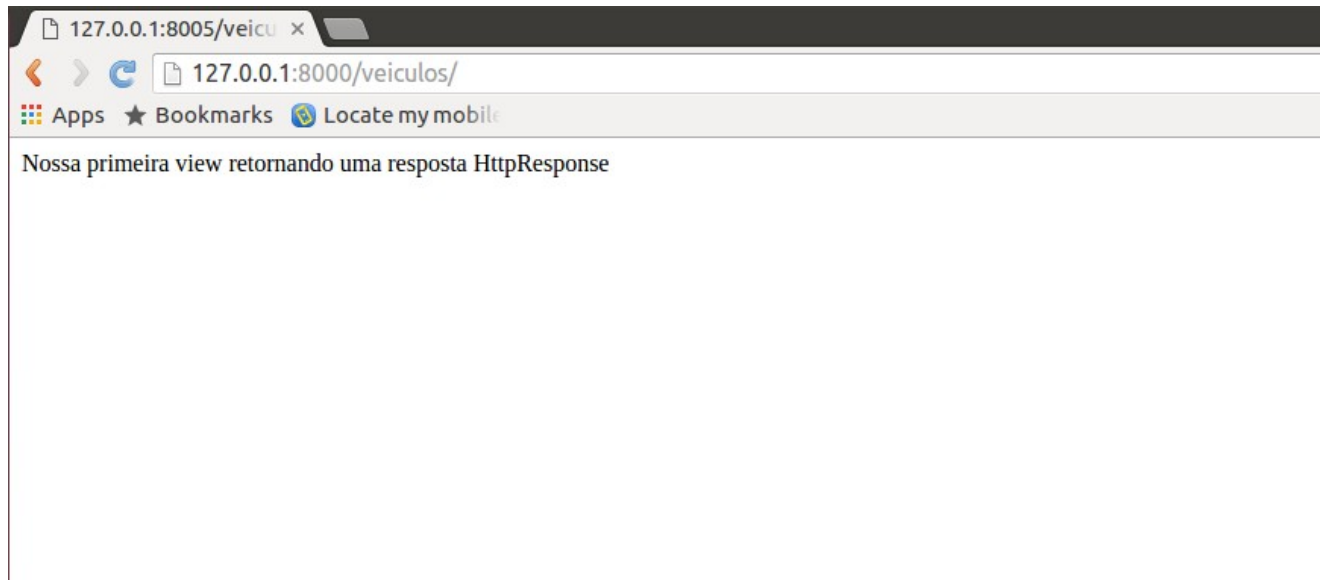 127.0.0.1:8005/veicu
127.0.0.1:8000/veiculos/
Apps Bookmarks Locate my mobile
Nossa primeira view retornando uma resposta HttpResponse